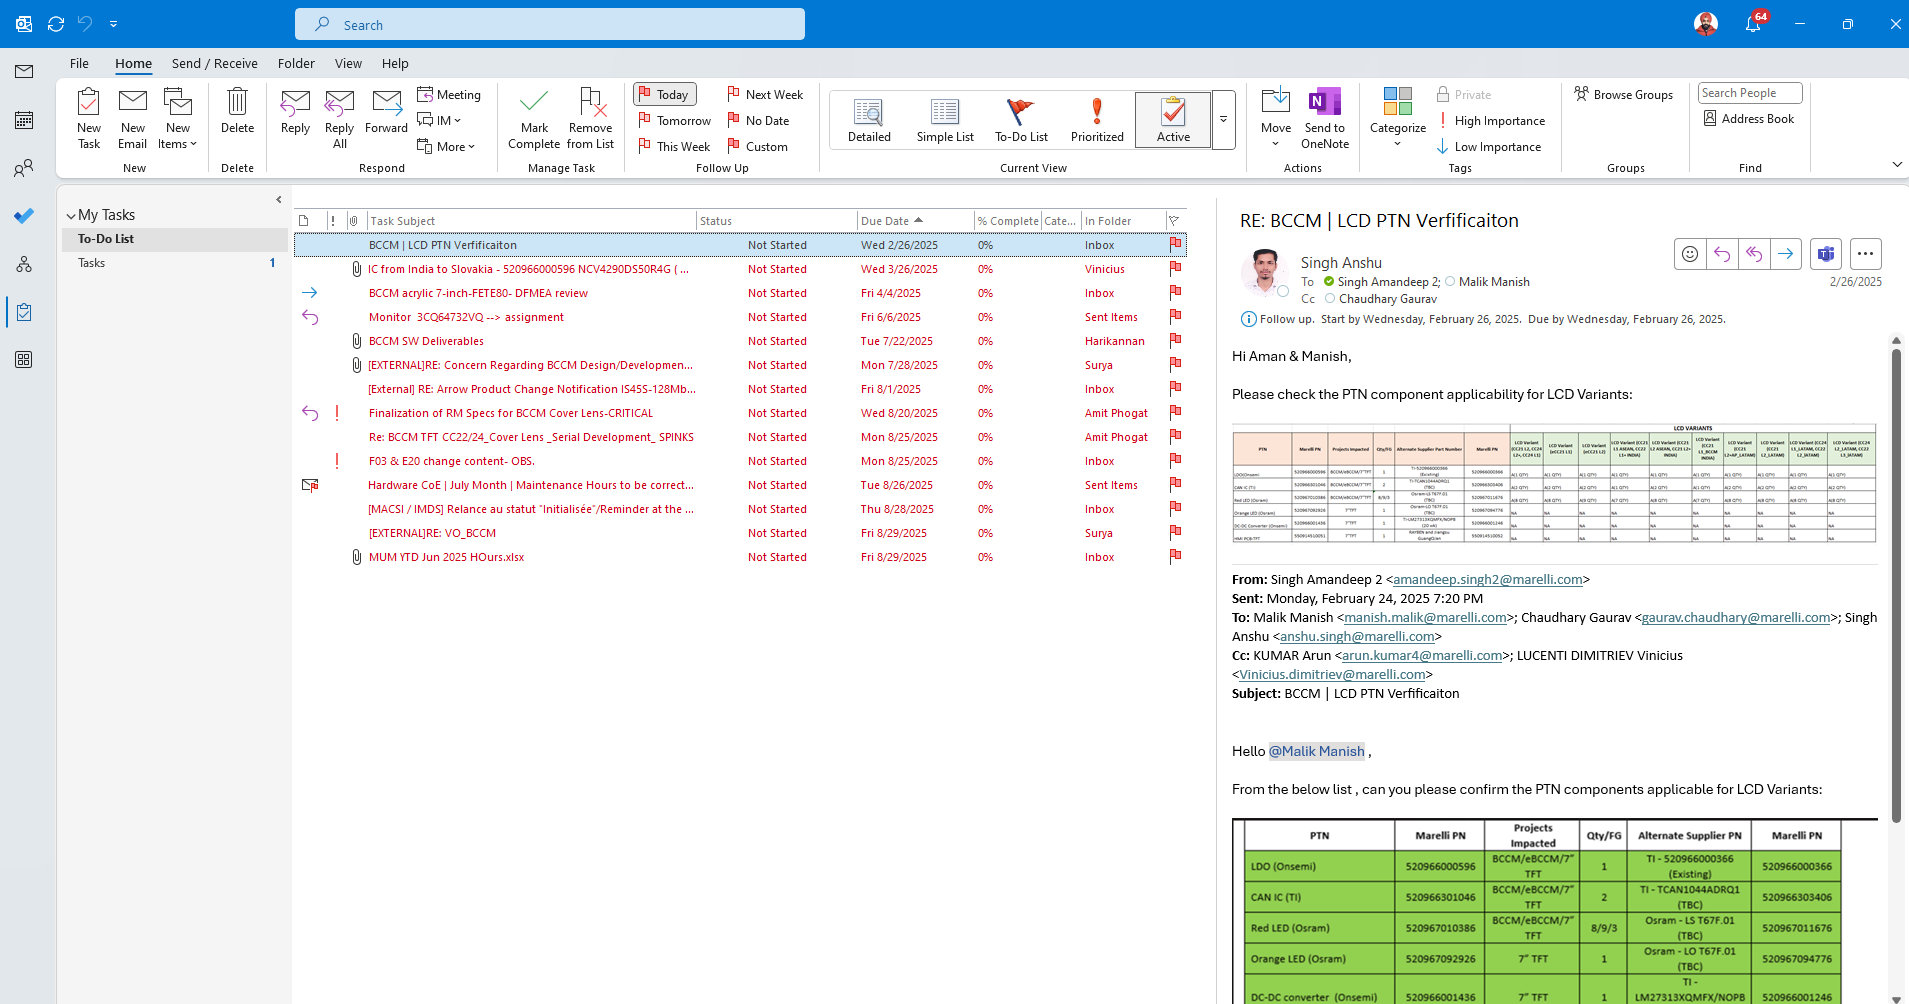 Search
64
File Home Send / Receive Folder View Help
New Task
New Email
New Items
New
Delete
Delete
Reply
Reply All
Forward
Meeting
IM
More
Respond
Mark Complete
Remove from List
Manage Task
Today
Tomorrow
This Week
Next Week
No Date
Custom
Follow Up
Detailed
Simple List
To-Do List
Prioritized
Active
Current View
Move
Send to OneNote
Actions
Categorize
Private
High Importance
Low Importance
Tags
Browse Groups
Groups
Search People
Address Book
Find
My Tasks
To-Do List
Tasks 1
! Task Subject Status Due Date % Complete Cate... In Folder
BCCM | LCD PTN Verfificaiton Not Started Wed 2/26/2025 0% Inbox
IC from India to Slovakia - 520966000596 NCV4290DS50R4G ( ... Not Started Wed 3/26/2025 0% Vinicius
BCCM acrylic 7-inch-FETE80- DFMEA review Not Started Fri 4/4/2025 0% Inbox
Monitor 3CQ64732VQ --> assignment Not Started Fri 6/6/2025 0% Sent Items
BCCM SW Deliverables Not Started Tue 7/22/2025 0% Harikannan
[EXTERNAL]RE: Concern Regarding BCCM Design/Developmen... Not Started Mon 7/28/2025 0% Surya
[External] RE: Arrow Product Change Notification IS45S-128Mb... Not Started Fri 8/1/2025 0% Inbox
! Finalization of RM Specs for BCCM Cover Lens-CRITICAL Not Started Wed 8/20/2025 0% Amit Phogat
Re: BCCM TFT CC22/24_Cover Lens _Serial Development_ SPINKS Not Started Mon 8/25/2025 0% Amit Phogat
! F03 & E20 change content- OBS. Not Started Mon 8/25/2025 0% Inbox
Hardware CoE | July Month | Maintenance Hours to be correct... Not Started Tue 8/26/2025 0% Sent Items
[MACSI / IMDS] Relance au statut "Initialisée"/Reminder at the ... Not Started Thu 8/28/2025 0% Inbox
[EXTERNAL]RE: VO_BCCM Not Started Fri 8/29/2025 0% Surya
MUM YTD Jun 2025 HOurs.xlsx Not Started Fri 8/29/2025 0% Inbox
RE: BCCM | LCD PTN Verfificaiton
Singh Anshu
To Singh Amandeep 2; Malik Manish
Cc Chaudhary Gaurav
2/26/2025
Follow up. Start by Wednesday, February 26, 2025. Due by Wednesday, February 26, 2025.
Hi Aman & Manish,
Please check the PTN component applicability for LCD Variants:
LCD VARIANTS
PTN Marelli PN Projects Impacted Qty/FG Alternate Supplier Part Number Marelli PN
From: Singh Amandeep 2 <amandeep.singh2@marelli.com>
Sent: Monday, February 24, 2025 7:20 PM
To: Malik Manish <manish.malik@marelli.com>; Chaudhary Gaurav <gaurav.chaudhary@marelli.com>; Singh
Anshu <anshu.singh@marelli.com>
Cc: KUMAR Arun <arun.kumar4@marelli.com>; LUCENTI DIMITRIEV Vinicius
<Vinicius.dimitriev@marelli.com>
Subject: BCCM | LCD PTN Verfificaiton
Hello @Malik Manish ,
From the below list , can you please confirm the PTN components applicable for LCD Variants:
PTN Marelli PN Projects Impacted Qty/FG Alternate Supplier PN Marelli PN
LDO (Onsemi) 520966000596 BCCM/eBCCM/7" TFT 1 TI - 520966000366 (Existing) 520966000366
CAN IC (TI) 520966301046 BCCM/eBCCM/7" TFT 2 TI - TCAN1044ADRQ1 (TBC) 520966303406
Red LED (Osram) 520967010386 BCCM/eBCCM/7" TFT 8/9/3 Osram - LS T67F.01 (TBC) 520967011676
Orange LED (Osram) 520967092926 7" TFT 1 Osram - LO T67F.01 (TBC) 520967094776
DC-DC converter (Onsemi) 520966001436 7" TFT 1 TI - LM27313XQMFX/NOPB 520966001246